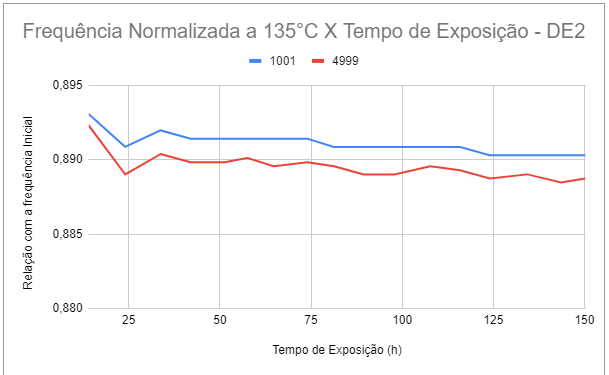 Frequência Normalizada a 135°C X Tempo de Exposição - DE2
1001 4999
0,895
0,890
0,885
0,880
Relação com a frequência Inicial
25 50 75 100 125 150
Tempo de Exposição (h)